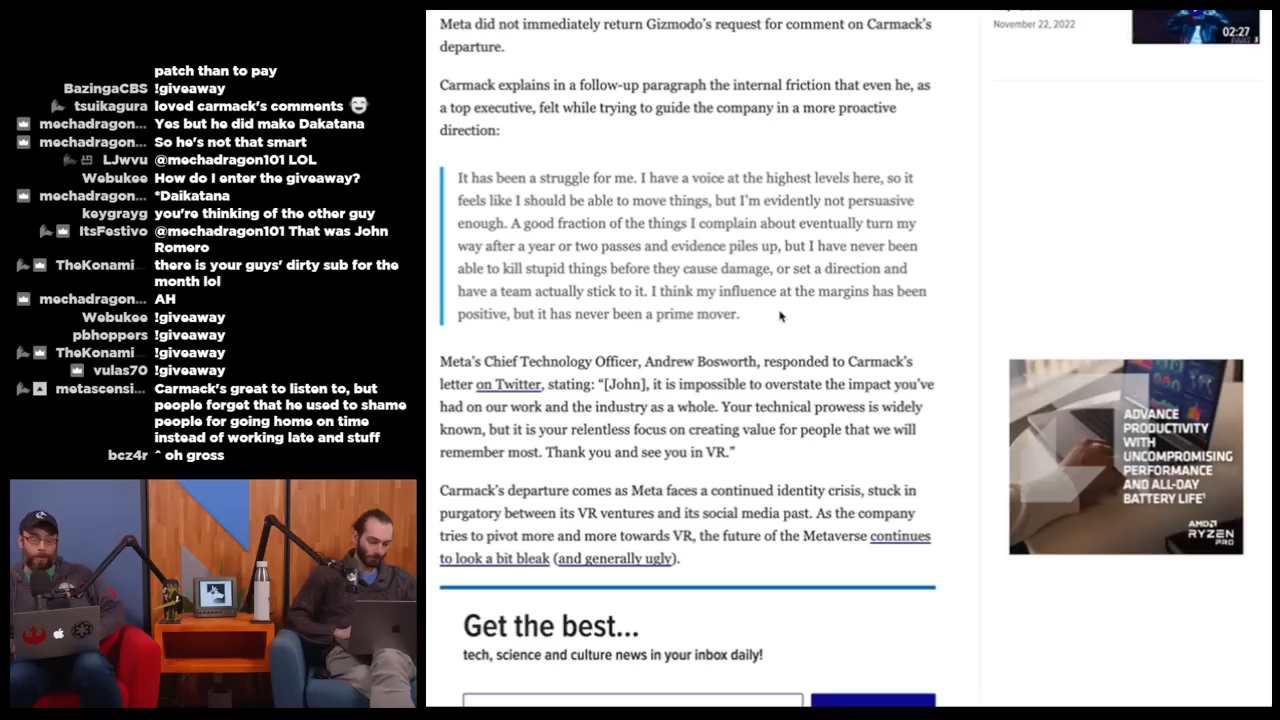 patch than to pay
BazingaCBS !giveaway
tsuikagura loved carmack's comments
mechadragon... Yes but he did make Dakatana
mechadragon... So he's not that smart
LJwvu @mechadragon101 LOL
Webukee How do I enter the giveaway?
mechadragon... *Daikatana
keygrayg you're thinking of the other guy
ItsFestivo @mechadragon101 That was John
Romero
TheKonami there is your guys' dirty sub for the
month lol
mechadragon... AH
Webukee !giveaway
pbhoppers !giveaway
TheKonami !giveaway
vulas70 !giveaway
metascensi... Carmack's great to listen to, but
people forget that he used to shame
people for going home on time
instead of working late and stuff
bcz4r ^ oh gross
Meta did not immediately return Gizmodo's request for comment on Carmack's
departure.
Carmack explains in a follow-up paragraph the internal friction that even he, as
a top executive, felt while trying to guide the company in a more proactive
direction:
It has been a struggle for me. I have a voice at the highest levels here, so it
feels like I should be able to move things, but I'm evidently not persuasive
enough. A good fraction of the things I complain about eventually turn my
way after a year or two passes and evidence piles up, but I have never been
able to kill stupid things before they cause damage, or set a direction and
have a team actually stick to it. I think my influence at the margins has been
positive, but it has never been a prime mover.
Meta's Chief Technology Officer, Andrew Bosworth, responded to Carmack's
letter on Twitter, stating: “[John], it is impossible to overstate the impact you've
had on our work and the industry as a whole. Your technical prowess is widely
known, but it is your relentless focus on creating value for people that we will
remember most. Thank you and see you in VR.”
Carmack's departure comes as Meta faces a continued identity crisis, stuck in
purgatory between its VR ventures and its social media past. As the company
tries to pivot more and more towards VR, the future of the Metaverse continues
to look a bit bleak (and generally ugly).
Get the best...
tech, science and culture news in your inbox daily!
November 22, 2022
02:27
ADVANCE
PRODUCTIVITY
WITH
UNCOMPROMISING
PERFORMANCE
AND ALL-DAY
BATTERY LIFE¹
AMD
RYZEN
PRO